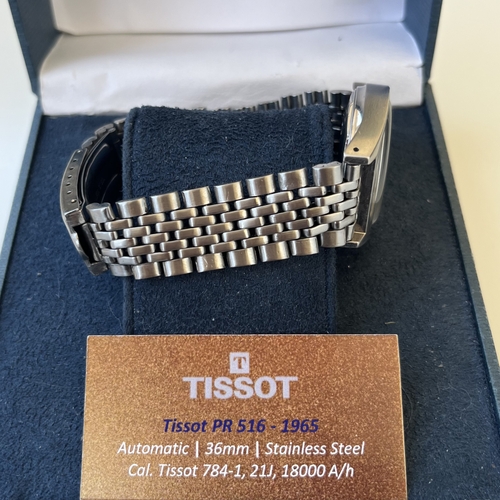 T
TISSOT
Tissot PR 516 - 1965
Automatic | 36mm | Stainless Steel
Cal. Tissot 784-1, 21J, 18000 A/h